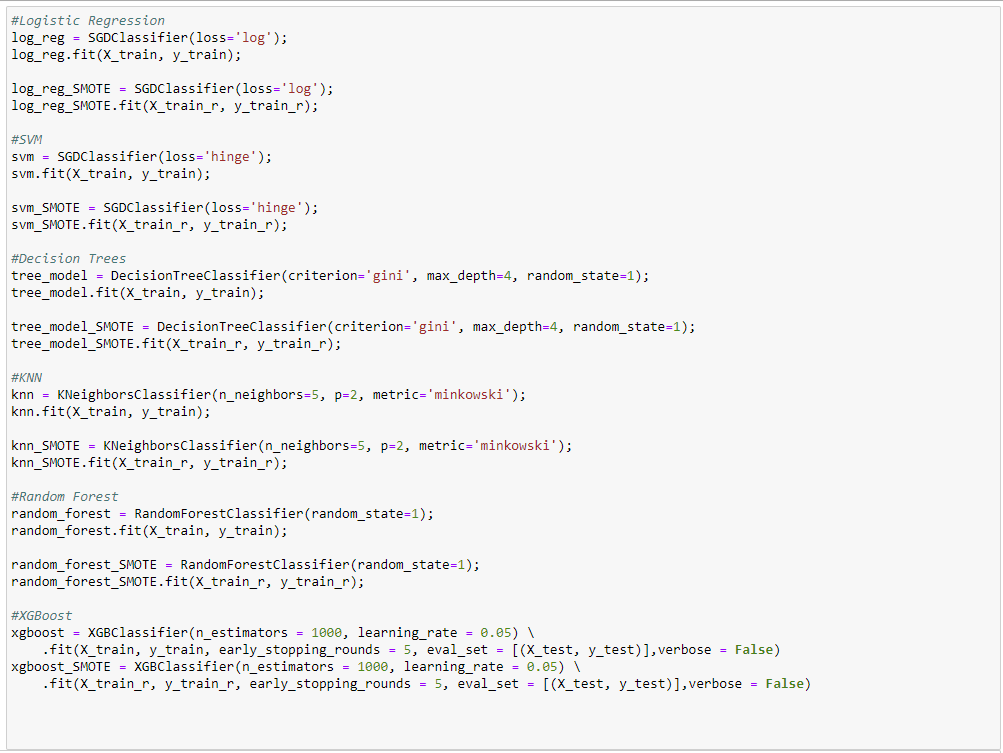 #Logistic Regression
log_reg = SGDClassifier(loss='log');
log_reg.fit(X_train, y_train);
log_reg_SMOTE = SGDClassifier(loss='log');
log_reg_SMOTE.fit(X_train_r, y_train_r);
#SVM
svm = SGDClassifier(loss='hinge');
svm.fit(X_train, y_train);
svm_SMOTE = SGDClassifier(loss='hinge');
svm_SMOTE.fit(X_train_r, y_train_r);
#Decision Trees
tree_model = DecisionTreeClassifier(criterion='gini', max_depth=4, random_state=1);
tree_model.fit(X_train, y_train);
tree_model_SMOTE = DecisionTreeClassifier(criterion='gini', max_depth=4, random_state=1);
tree_model_SMOTE.fit(X_train_r, y_train_r);
#KNN
knn = KNeighborsClassifier(n_neighbors=5, p=2, metric='minkowski');
knn.fit(X_train, y_train);
knn_SMOTE = KNeighborsClassifier(n_neighbors=5, p=2, metric='minkowski');
knn_SMOTE.fit(X_train_r, y_train_r);
#Random Forest
random_forest = RandomForestClassifier(random_state=1);
random_forest.fit(X_train, y_train);
random_forest_SMOTE = RandomForestClassifier(random_state=1);
random_forest_SMOTE.fit(X_train_r, y_train_r);
#XGBoost
xgboost = XGBClassifier(n_estimators = 1000, learning_rate = 0.05) \
    .fit(X_train, y_train, early_stopping_rounds = 5, eval_set = [(X_test, y_test)],verbose = False)
xgboost_SMOTE = XGBClassifier(n_estimators = 1000, learning_rate = 0.05) \
    .fit(X_train_r, y_train_r, early_stopping_rounds = 5, eval_set = [(X_test, y_test)],verbose = False)